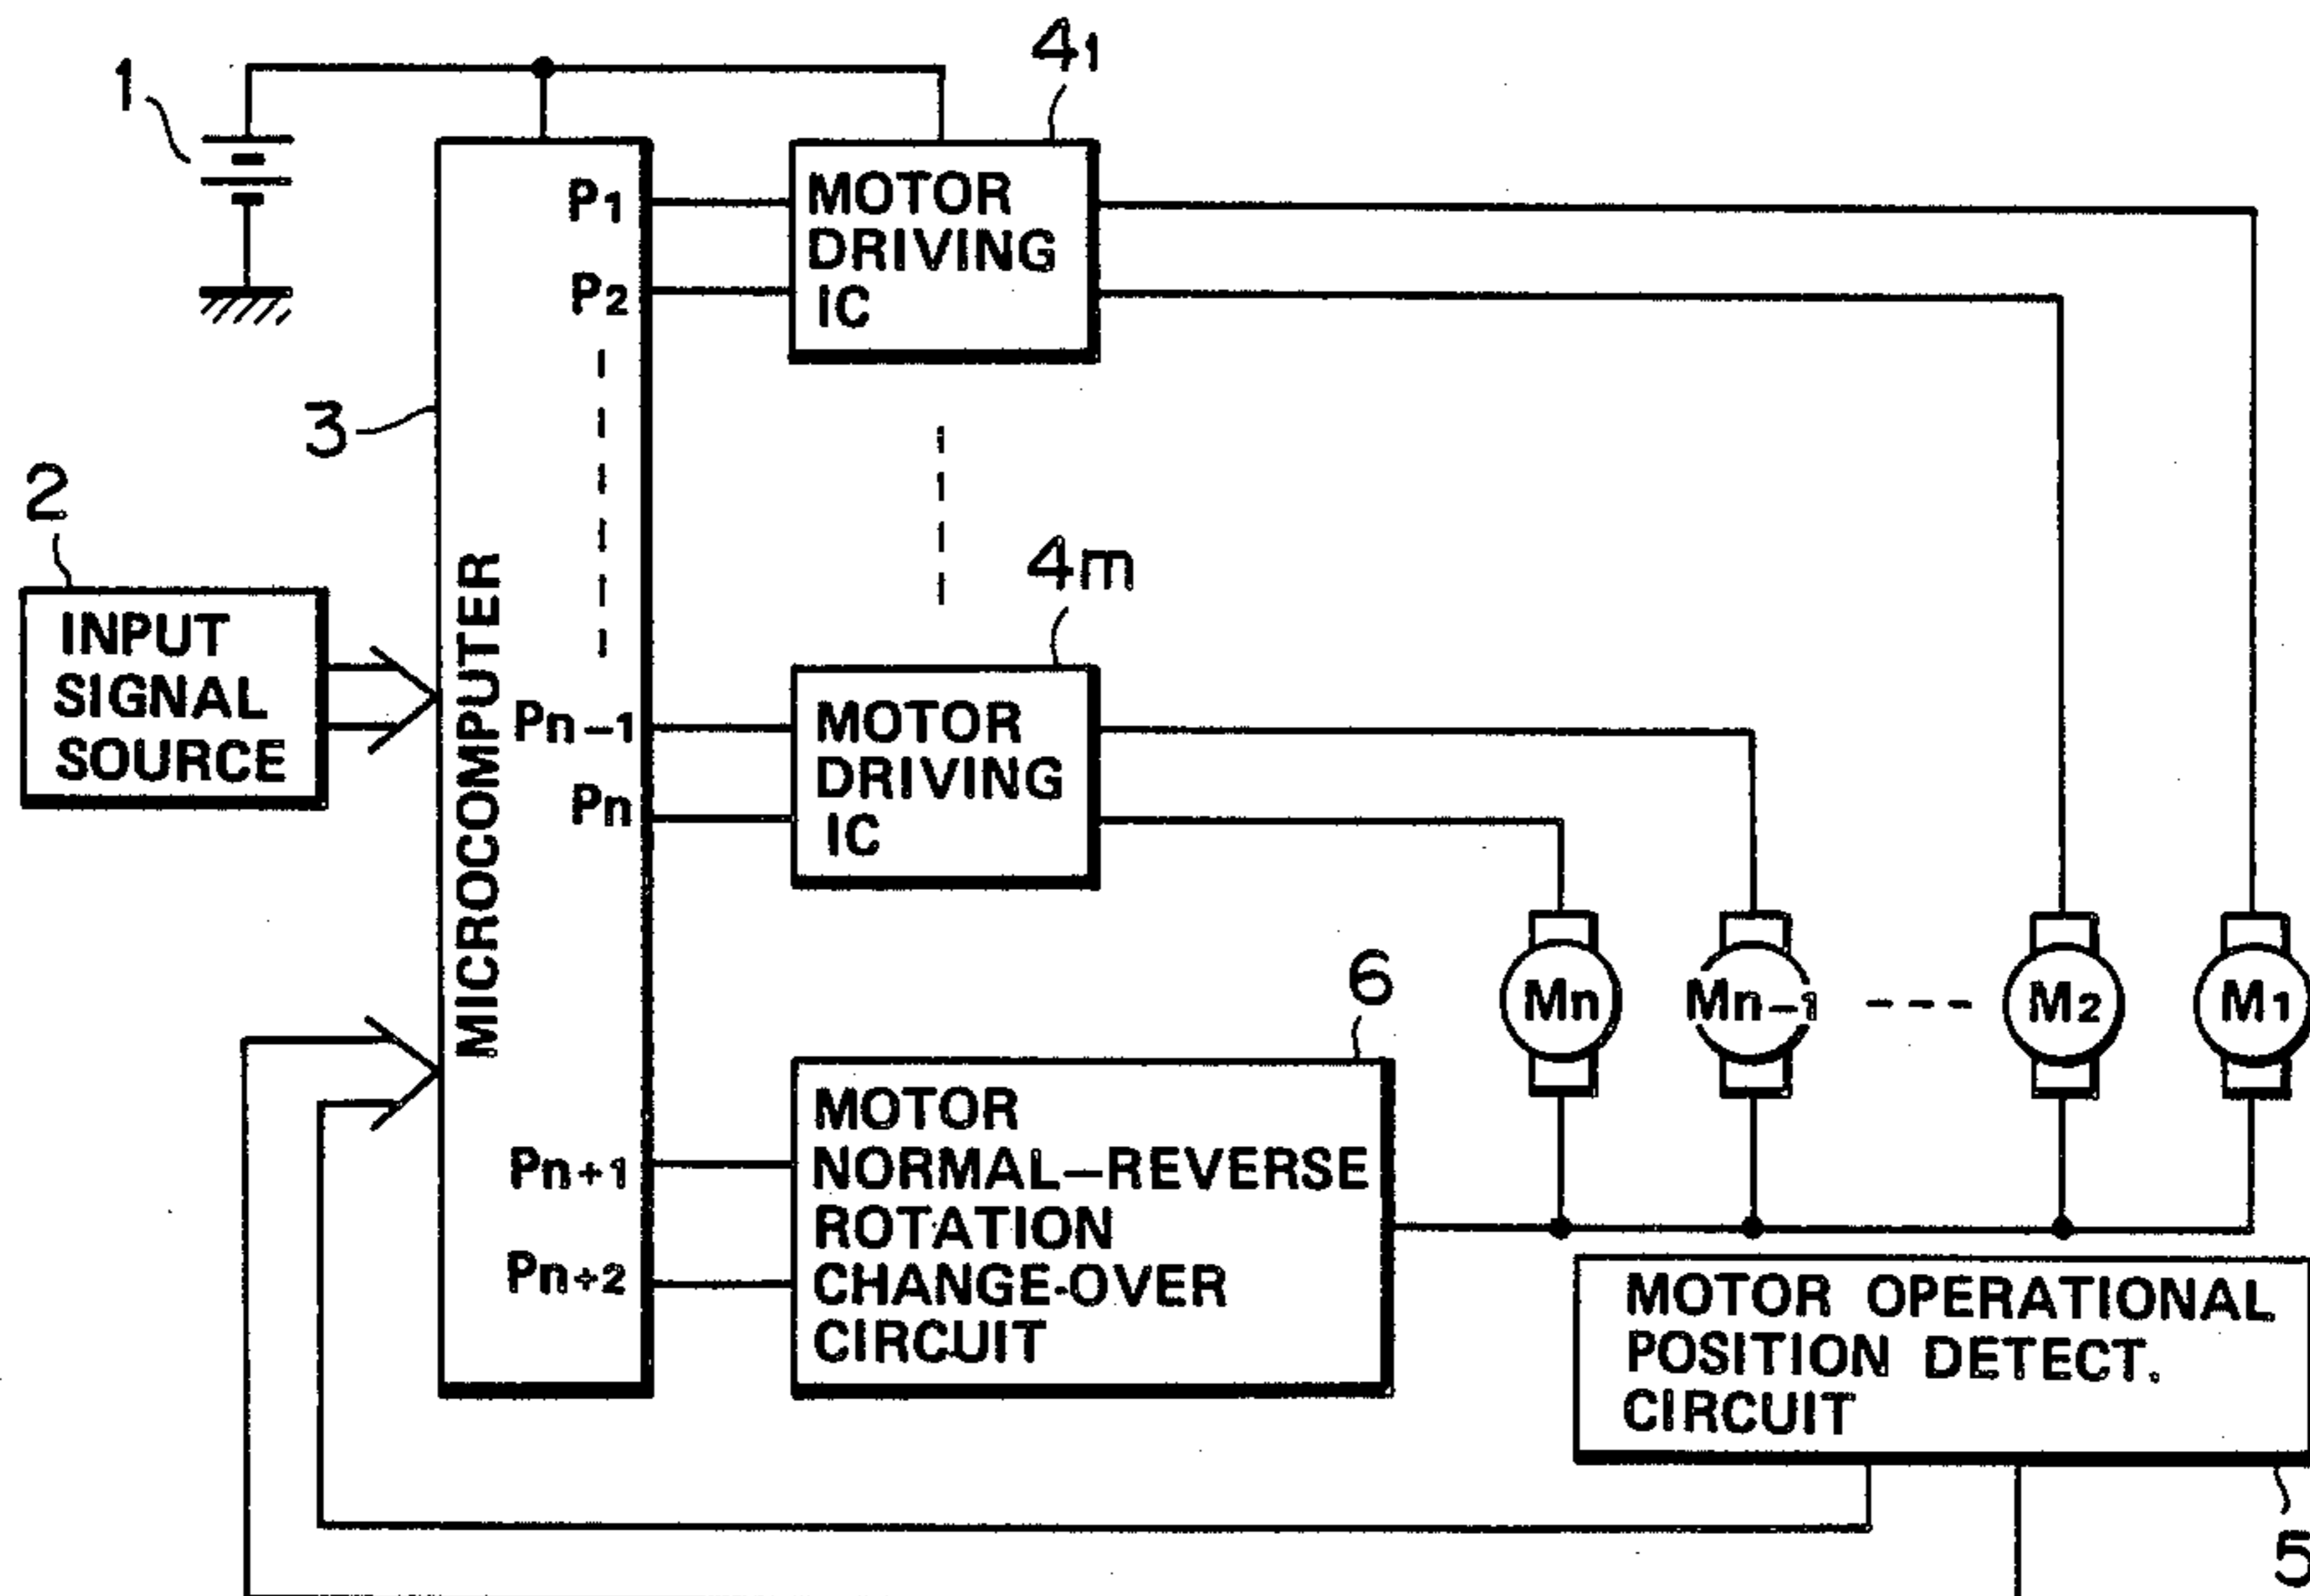 1
41
P1
MOTOR
DRIVING
IC
P2
3
2
INPUT
SIGNAL
SOURCE
MICROCOMPUTER
4m
Pn-1
MOTOR
DRIVING
IC
Pn
Mn
Mn-1
M2
M1
6
Pn+1
Pn+2
MOTOR
NORMAL-REVERSE
ROTATION
CHANGE-OVER
CIRCUIT
MOTOR OPERATIONAL
POSITION DETECT.
CIRCUIT
5